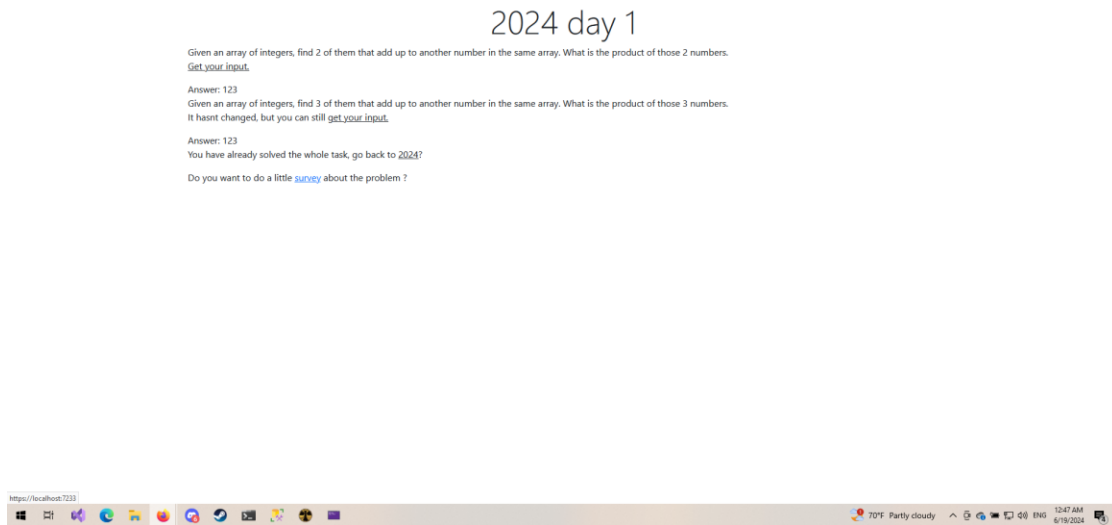 2024 day 1
Given an array of integers, find 2 of them that add up to another number in the same array. What is the product of those 2 numbers.
Get your input.
Answer: 123
Given an array of integers, find 3 of them that add up to another number in the same array. What is the product of those 3 numbers.
It hasnt changed, but you can still get your input.
Answer: 123
You have already solved the whole task, go back to 2024?
Do you want to do a little survey about the problem ?
https://localhost:7233
70°F Partly cloudy
ENG
12:47 AM
6/19/2024